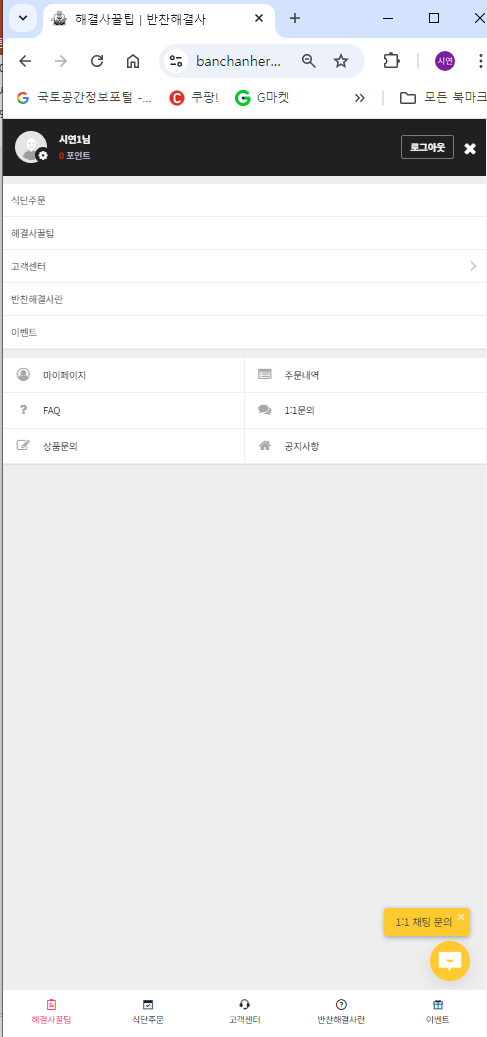 해결사꿀팁 | 반찬해결사
banchanher...
시연
국토공간정보포털 -...
쿠팡!
G마켓
모든 북마크
시연1님
0 포인트
로그아웃
식단주문
해결사꿀팁
고객센터
반찬해결사란
이벤트
마이페이지
주문내역
FAQ
1:1문의
상품문의
공지사항
1:1 채팅 문의
해결사꿀팁
식단주문
고객센터
반찬해결사란
이벤트